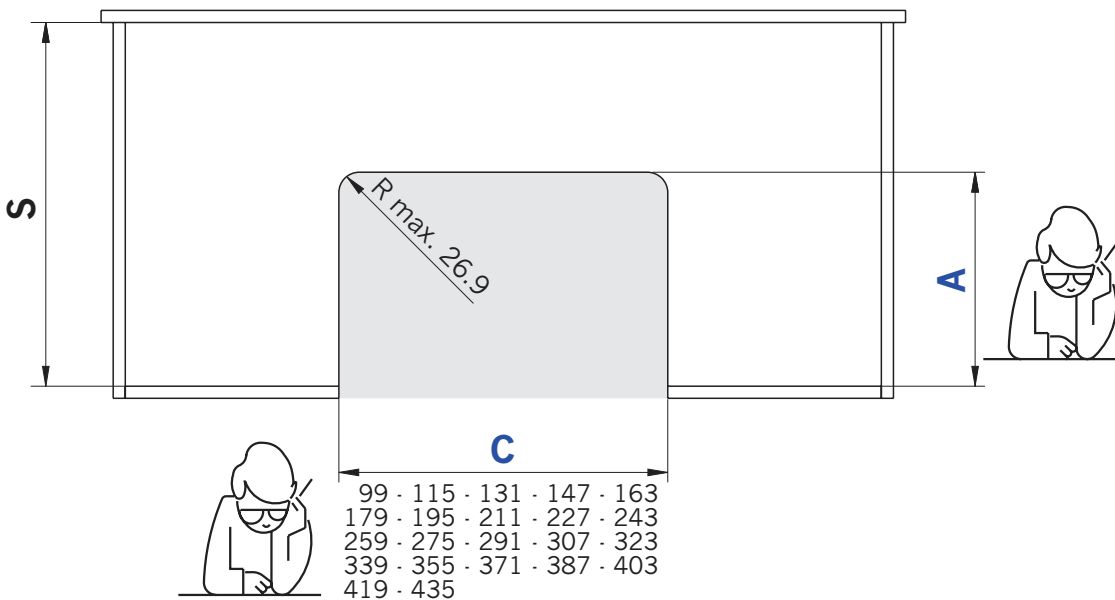 S
R max. 26.9
A
C
99 · 115 · 131 · 147 · 163
179 · 195 · 211 · 227 · 243
259 · 275 · 291 · 307 · 323
339 · 355 · 371 · 387 · 403
419 · 435